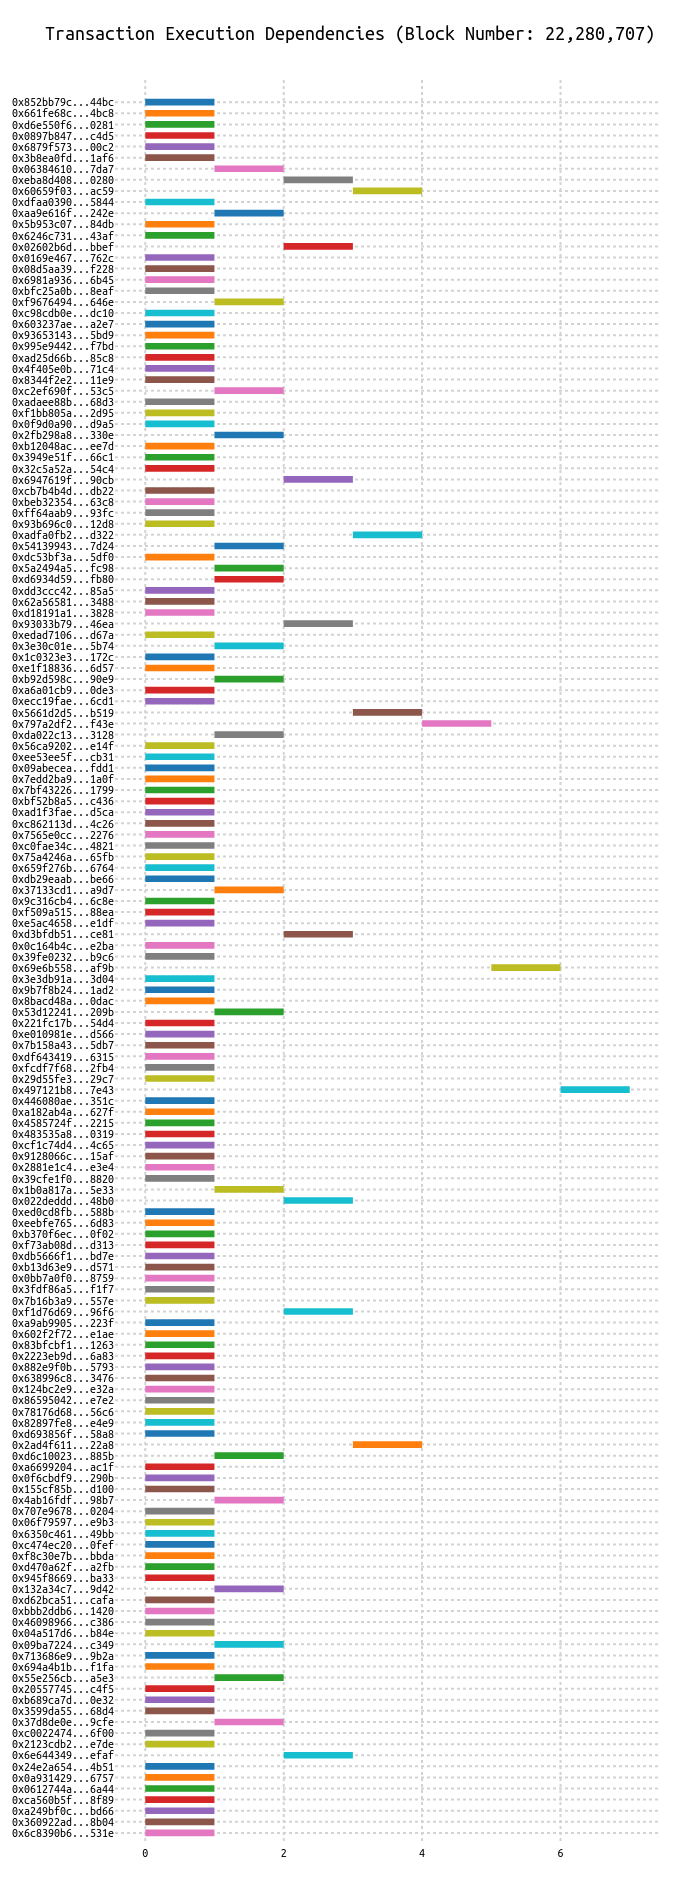 Transaction Execution Dependencies (Block Number: 22,280,707)
0x852bb79c...44bc
0x661fe68c...4bc8
0xd6e550f6...0281
0x0897b847...c4d5
0x6879f573...00c2
0x3b8ea0fd...1af6
0x06384610...7da7
0xeba8d408...0280
0x60659f03...ac59
0xdfaa0390...5844
0xaa9e616f...242e
0x5b953c07...84db
0x6246c731...43af
0x02602b6d...bbef
0x0169e467...762c
0x08d5aa39...f228
0x6981a936...6b45
0xbfc25a0b...8eaf
0xf9676494...646e
0xc98cdb0e...dc10
0x603237ae...a2e7
0x93653143...5bd9
0x995e9442...f7bd
0xad25d66b...85c8
0x4f405e0b...71c4
0x8344f2e2...11e9
0xc2ef690f...53c5
0xadaee88b...68d3
0xf1bb805a...2d95
0x0f9d0a90...d9a5
0x2fb298a8...330e
0xb12048ac...ee7d
0x3949e51f...66c1
0x32c5a52a...54c4
0x6947619f...90cb
0xcb7b4b4d...db22
0xbeb32354...63c8
0xff64aab9...93fc
0x93b696c0...12d8
0xadfa0fb2...d322
0x54139943...7d24
0xdc53bf3a...5df0
0x5a2494a5...fc98
0xd6934d59...fb80
0xdd3ccc42...85a5
0x62a56581...3488
0xd18191a1...3828
0x93033b79...46ea
0xedad7106...d67a
0x3e30c01e...5b74
0x1c0323e3...172c
0xe1f18836...6d57
0xb92d598c...90e9
0xa6a01cb9...0de3
0xecc19fae...6cd1
0x5661d2d5...b519
0x797a2df2...f43e
0xda022c13...3128
0x56ca9202...e14f
0xee53ee5f...cb31
0x09abecea...fdd1
0x7edd2ba9...1a0f
0x7bf43226...1799
0xbf52b8a5...c436
0xad1f3fae...d5ca
0xc862113d...4c26
0x7565e0cc...2276
0xc0fae34c...4821
0x75a4246a...65fb
0x659f276b...6764
0xdb29eaab...be66
0x37133cd1...a9d7
0x9c316cb4...6c8e
0xf509a515...88ea
0xe5ac4658...e1df
0xd3bfdb51...ce81
0x0c164b4c...e2ba
0x39fe0232...b9c6
0x69e6b558...af9b
0x3e3db91a...3d04
0x9b7f8b24...1ad2
0x8bacd48a...0dac
0x53d12241...209b
0x221fc17b...54d4
0xe010981e...d566
0x7b158a43...5db7
0xdf643419...6315
0xfcdf7f68...2fb4
0x29d55fe3...29c7
0x497121b8...7e43
0x446080ae...351c
0xa182ab4a...627f
0x4585724f...2215
0x483535a8...0319
0xcf1c74d4...4c65
0x9128066c...15af
0x2881e1c4...e3e4
0x39cfe1f0...8820
0x1b0a817a...5e33
0x022deddd...48b0
0xed0cd8fb...588b
0xeebfe765...6d83
0xb370f6ec...0f02
0xf73ab08d...d313
0xdb5666f1...bd7e
0xb13d63e9...d571
0x0bb7a0f0...8759
0x3fdf86a5...f1f7
0x7b16b3a9...557e
0xf1d76d69...96f6
0xa9ab9905...223f
0x602f2f72...e1ae
0x83bfcbf1...1263
0x2223eb9d...6a83
0x882e9f0b...5793
0x638996c8...3476
0x124bc2e9...e32a
0x86595042...e7e2
0x78176d68...56c6
0x82897fe8...e4e9
0xd693856f...58a8
0x2ad4f611...22a8
0xd6c10023...885b
0xa6699204...ac1f
0x0f6cbdf9...290b
0x155cf85b...d100
0x4ab16fdf...98b7
0x707e9678...0204
0x06f79597...e9b3
0x6350c461...49bb
0xc474ec20...0fef
0xf8c30e7b...bbda
0xd470a62f...a2fb
0x945f8669...ba33
0x132a34c7...9d42
0xd62bca51...cafa
0xbbb2ddb6...1420
0x46098966...c386
0x04a517d6...b84e
0x09ba7224...c349
0x713686e9...9b2a
0x694a4b1b...f1fa
0x55e256cb...a5e3
0x20557745...c4f5
0xb689ca7d...0e32
0x3599da55...68d4
0x37d8de0e...9cfe
0xc0022474...6f00
0x2123cdb2...e7de
0x6e644349...efaf
0x24e2a654...4b51
0x0a931429...6757
0x0612744a...6a44
0xca560b5f...8f89
0xa249bf0c...bd66
0x360922ad...8b04
0x6c8390b6...531e
0 2 4 6